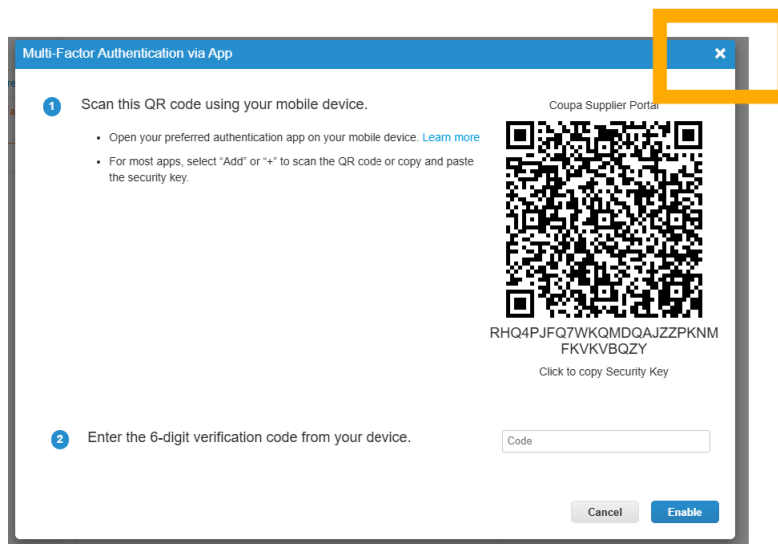 Multi-Factor Authentication via App
1 Scan this QR code using your mobile device.
Coupa Supplier Portal
• Open your preferred authentication app on your mobile device. Learn more
• For most apps, select “Add” or “+” to scan the QR code or copy and paste
the security key.
RHQ4PJFQ7WKQMDQAJZZPKNM
FKVKVBQZY
Click to copy Security Key
2 Enter the 6-digit verification code from your device.
Code
Cancel
Enable